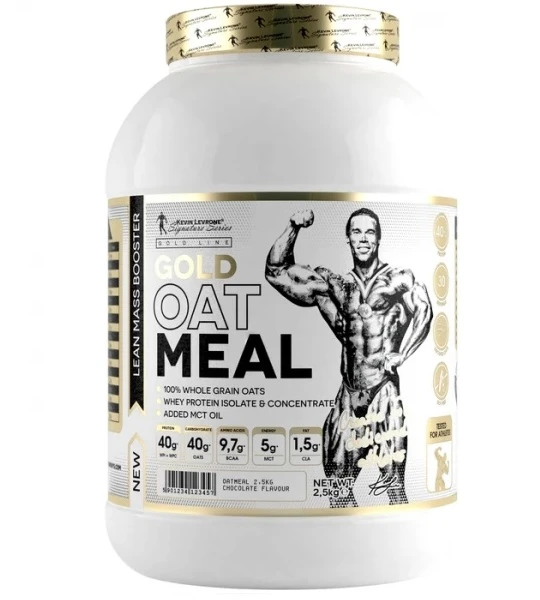 KEVIN LEVRONE®
Signature Series
GOLD LINE
GOLD
OAT
MEAL
LEAN MASS BOOSTER
NEW
100% WHOLE GRAIN OATS
WHEY PROTEIN ISOLATE & CONCENTRATE
ADDED MCT OIL
PROTEIN CARBOHYDRATE AMINO ACIDS ENERGY FAT
40g* 40g* 9,7g* 5g* 1,5g*
WPI + WPC OATS BCAA MCT CLA
OATMEAL 2.5KG
CHOCOLATE FLAVOUR
NET WT.
2,5kg
TESTED
FOR ATHLETES